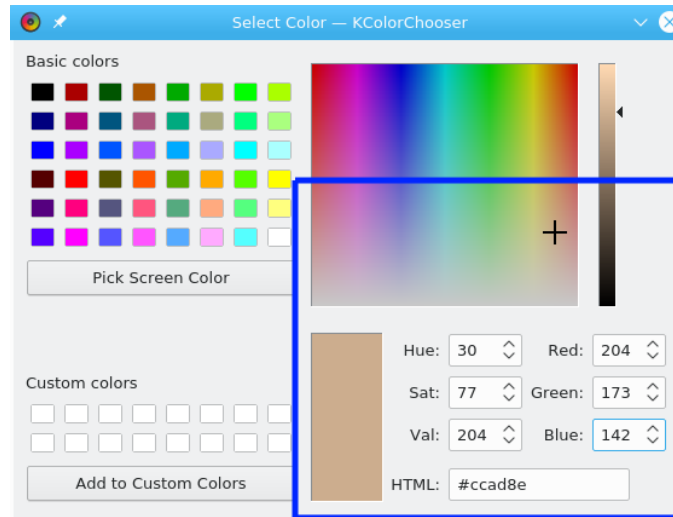 Select Color — KColorChooser
Basic colors
Pick Screen Color
Custom colors
Add to Custom Colors
Hue: 30 Red: 204
Sat: 77 Green: 173
Val: 204 Blue: 142
HTML: #ccad8e